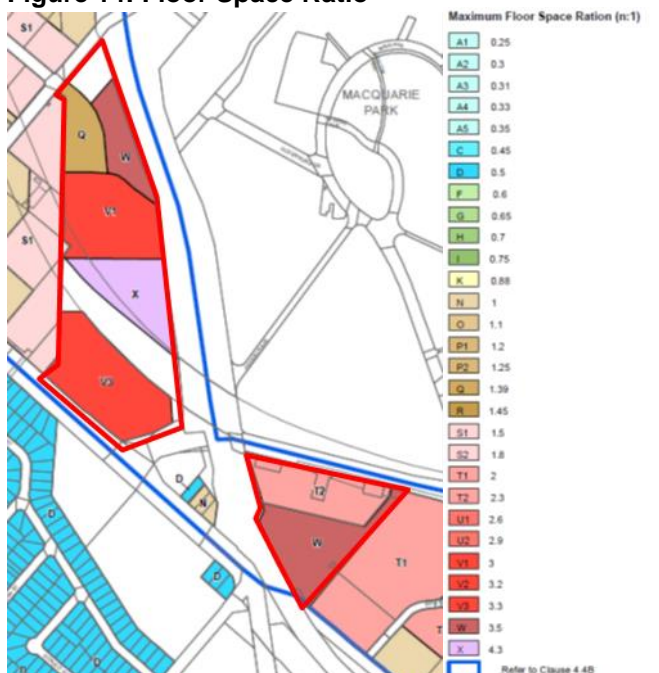 Figure 14: Floor Space Ratio
Maximum Floor Space Ration (n:1)
A1 0.25
A2 0.3
A3 0.31
A4 0.33
A5 0.35
C 0.45
D 0.5
F 0.6
G 0.65
H 0.7
I 0.75
K 0.88
N 1
O 1.1
P1 1.2
P2 1.25
Q 1.39
R 1.45
S1 1.5
S2 1.8
T1 2
T2 2.3
U1 2.6
U2 2.9
V1 3
V2 3.2
V3 3.3
W 3.5
X 4.3
Refer to Clause 4.4B
S1
MACQUARIE
PARK
Q
W
V1
S1
X
V3
D
N
T2
W
T1
D
D
D
T